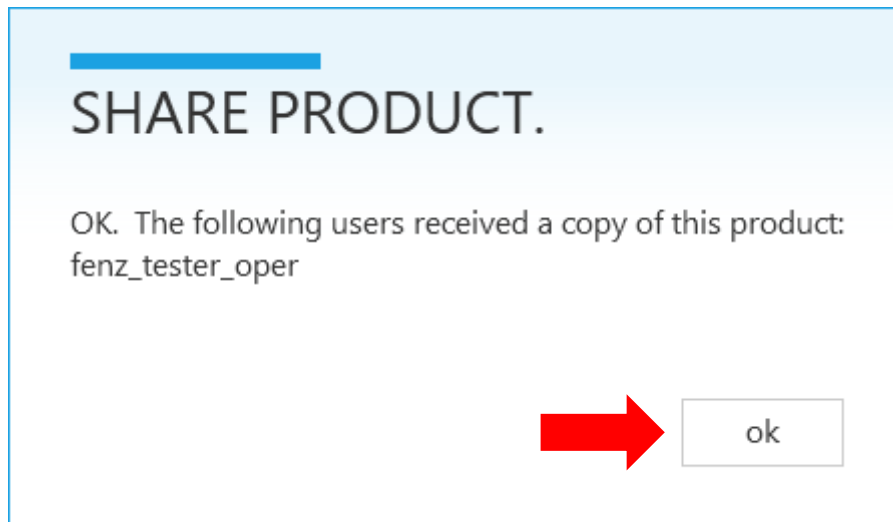 SHARE PRODUCT.
OK.  The following users received a copy of this product:
fenz_tester_oper
ok